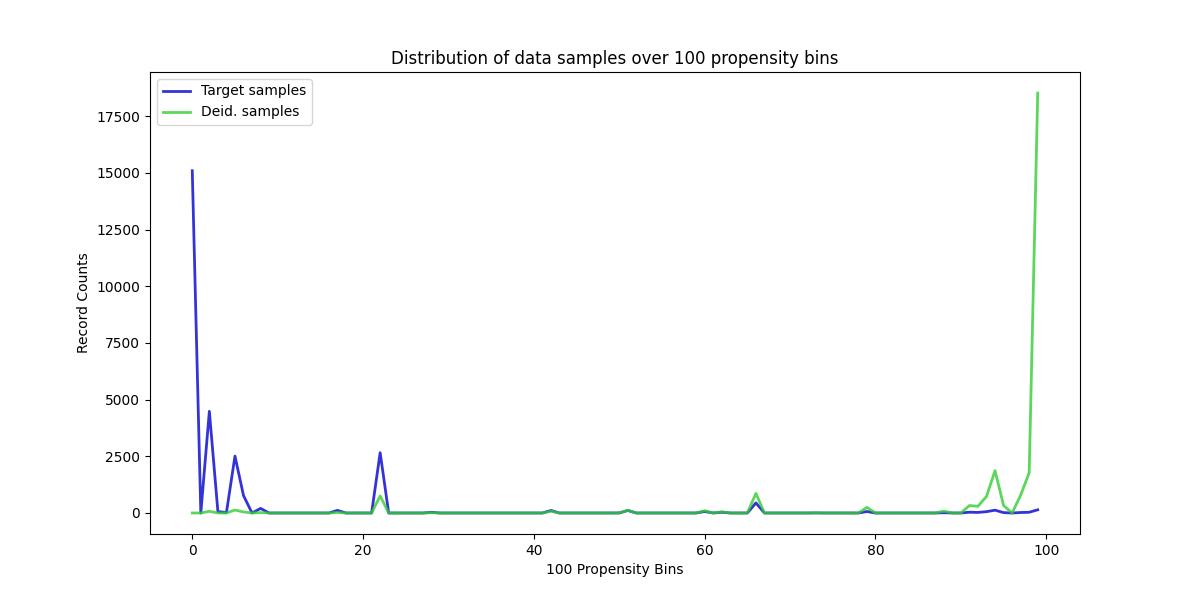 Distribution of data samples over 100 propensity bins
Target samples
Deid. samples
17500
15000
12500
10000
7500
5000
2500
0
Record Counts
0 20 40 60 80 100
100 Propensity Bins